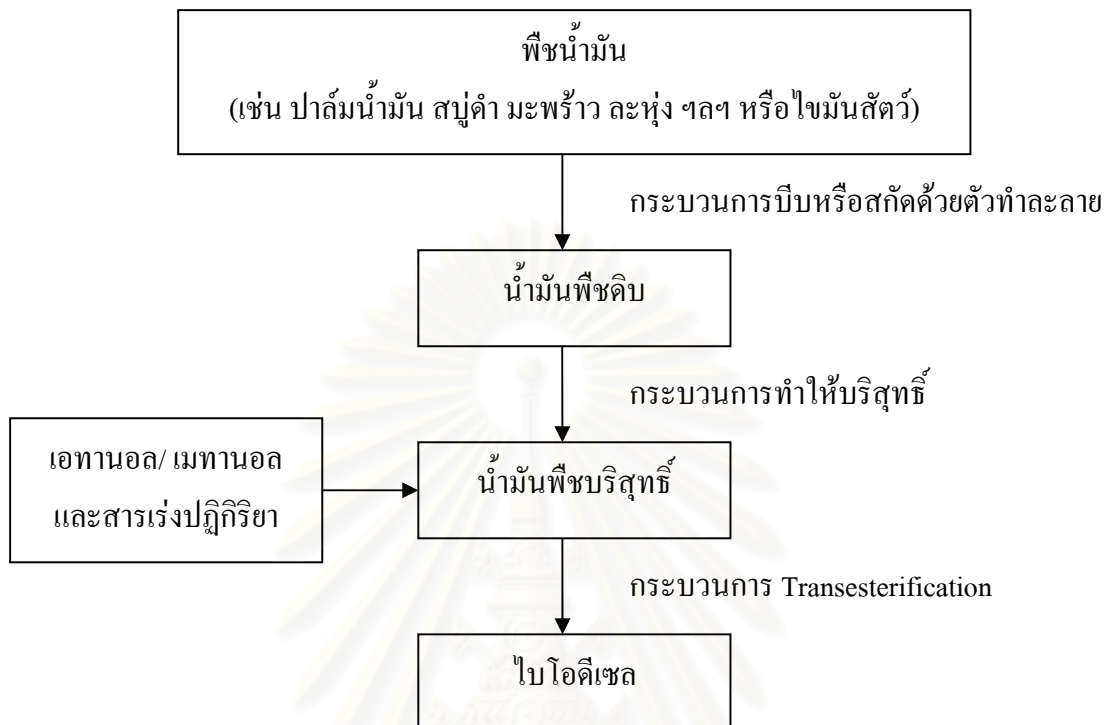 พืชน้ำมัน
(เช่น ปาล์มน้ำมัน สบู่ดำ มะพร้าว ละหุ่ง ฯลฯ หรือไขมันสัตว์)
กระบวนการบีบหรือสกัดด้วยตัวทำละลาย
น้ำมันพืชดิบ
กระบวนการทำให้บริสุทธิ์
เอทานอล/ เมทานอล
และสารเร่งปฏิกิริยา
น้ำมันพืชบริสุทธิ์
กระบวนการ Transesterification
ไบโอดีเซล